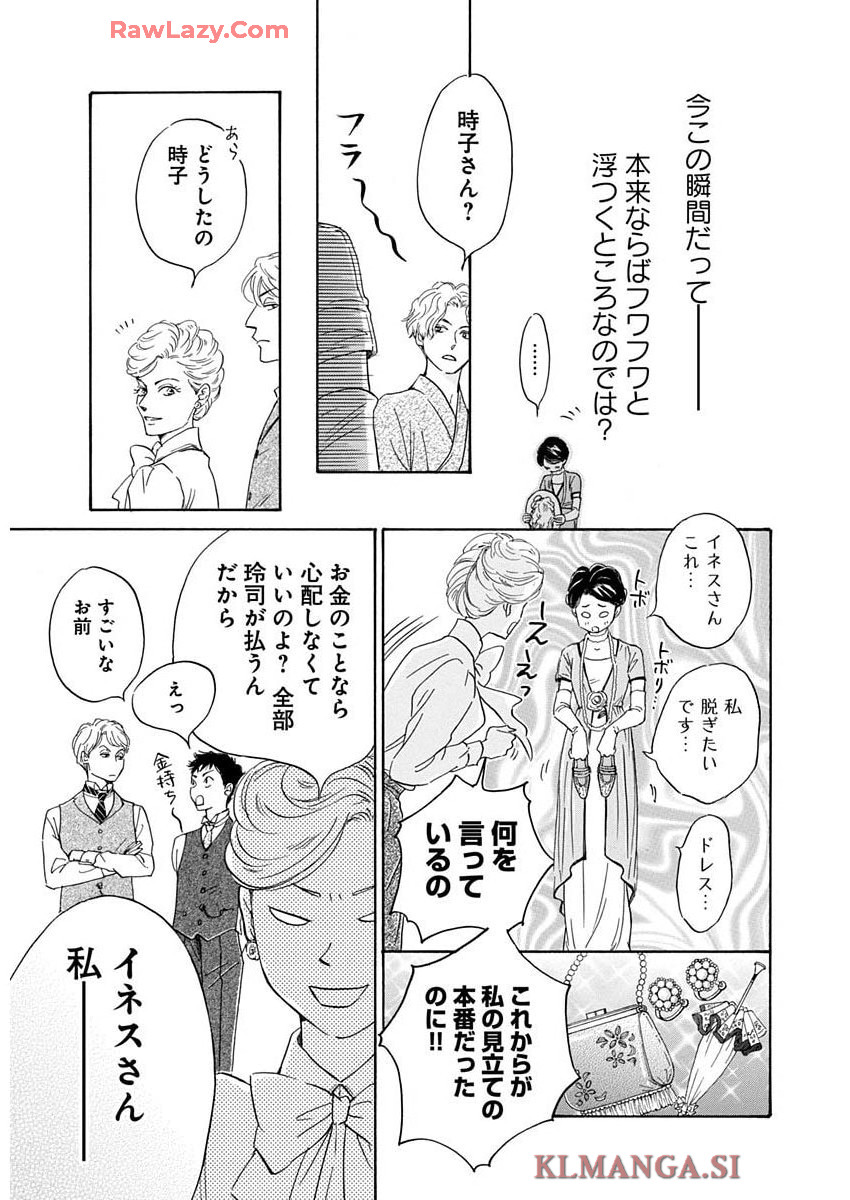 RawLazy.Com
今この瞬間だって――
本来ならばフワフワと
浮つくところなのでは?
……
時子さん?
フラ〜
あら
どうしたの
時子
イネスさん
これ…
トボ
トボリ…
私
脱ぎたい
です…
ドレス…
えーえーっ
何を
言って
いるの
これからが
私の見立ての
本番だった
のに!!
お金のことなら
心配しなくて
いいのよ?全部
玲司が払うん
だから
えっ
すごいな
お前
金持ち
イネスさん
私――
KLMANGA.SI